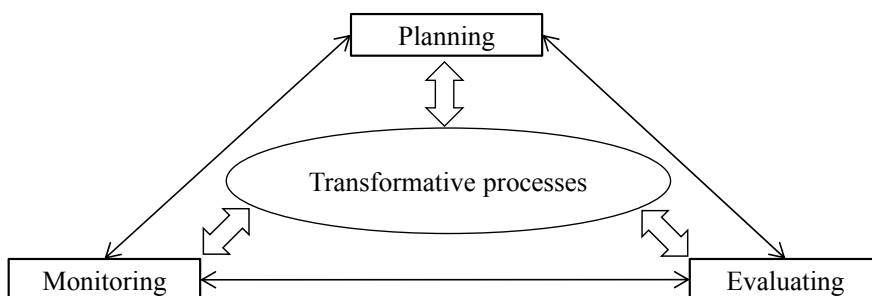 Planning
Transformative processes
Monitoring
Evaluating